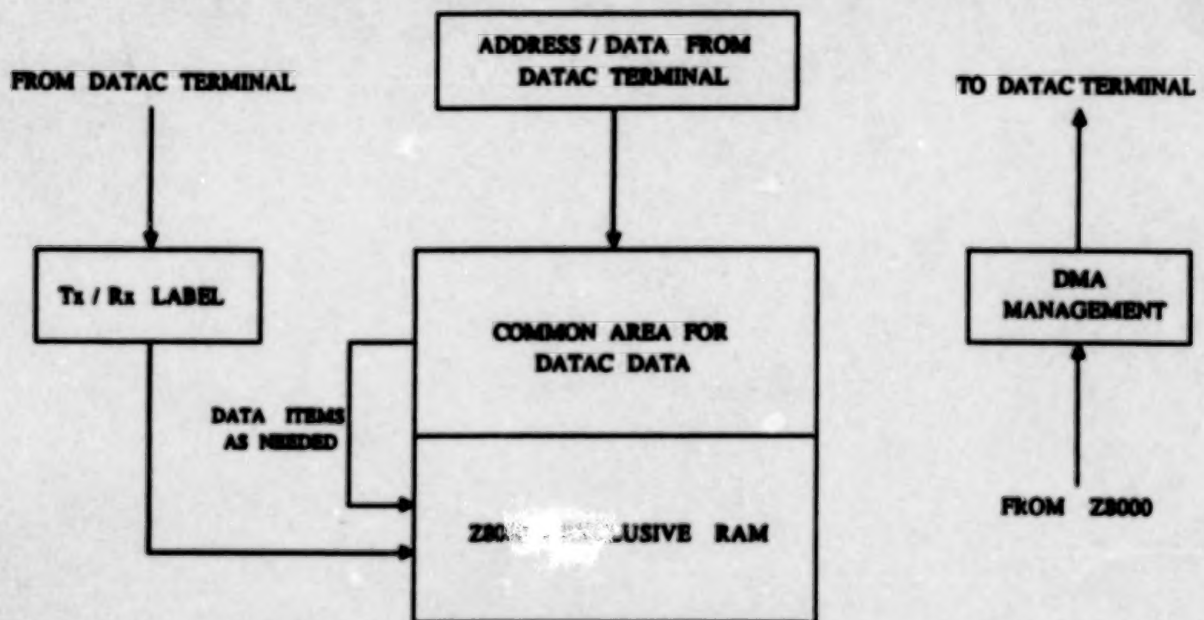 ADDRESS / DATA FROM
DATAC TERMINAL
FROM DATAC TERMINAL
TO DATAC TERMINAL
Tx / Rx LABEL
COMMON AREA FOR
DATAC DATA
DMA
MANAGEMENT
DATA ITEMS
AS NEEDED
FROM Z8000
RAM